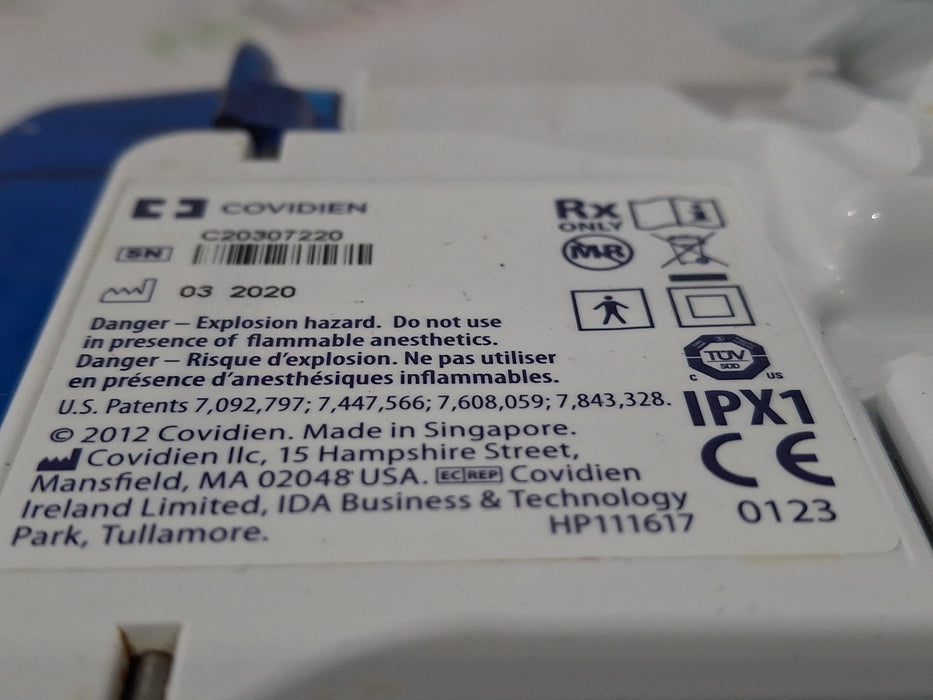 COVIDIEN
C20307220
SN
03 2020
Danger – Explosion hazard. Do not use
in presence of flammable anesthetics.
Danger – Risque d'explosion. Ne pas utiliser
en présence d'anesthésiques inflammables.
U.S. Patents 7,092,797; 7,447,566; 7,608,059; 7,843,328.
© 2012 Covidien. Made in Singapore.
Covidien llc, 15 Hampshire Street,
Mansfield, MA 02048 USA. EC REP Covidien
Ireland Limited, IDA Business & Technology
Park, Tullamore.
HP111617
Rx
ONLY
MR
TÜV
SÜD
C US
IPX1
CE
0123